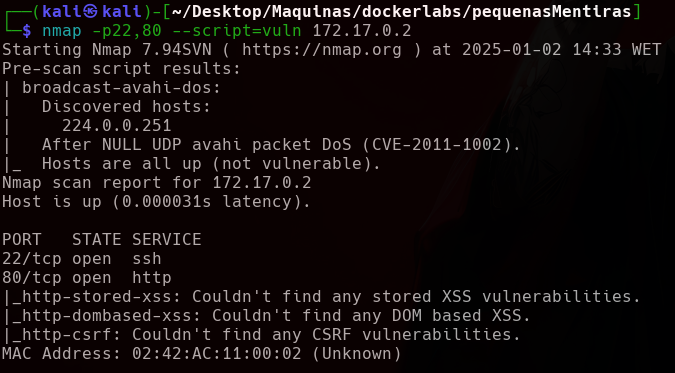 ┌──(kali㉿kali)-[~/Desktop/Maquinas/dockerlabs/pequenasMentiras]
└─$ nmap -p22,80 --script=vuln 172.17.0.2
Starting Nmap 7.94SVN ( https://nmap.org ) at 2025-01-02 14:33 WET
Pre-scan script results:
| broadcast-avahi-dos:
|   Discovered hosts:
|     224.0.0.251
|   After NULL UDP avahi packet DoS (CVE-2011-1002).
|_  Hosts are all up (not vulnerable).
Nmap scan report for 172.17.0.2
Host is up (0.000031s latency).

PORT   STATE SERVICE
22/tcp open  ssh
80/tcp open  http
|_http-stored-xss: Couldn't find any stored XSS vulnerabilities.
|_http-dombased-xss: Couldn't find any DOM based XSS.
|_http-csrf: Couldn't find any CSRF vulnerabilities.
MAC Address: 02:42:AC:11:00:02 (Unknown)